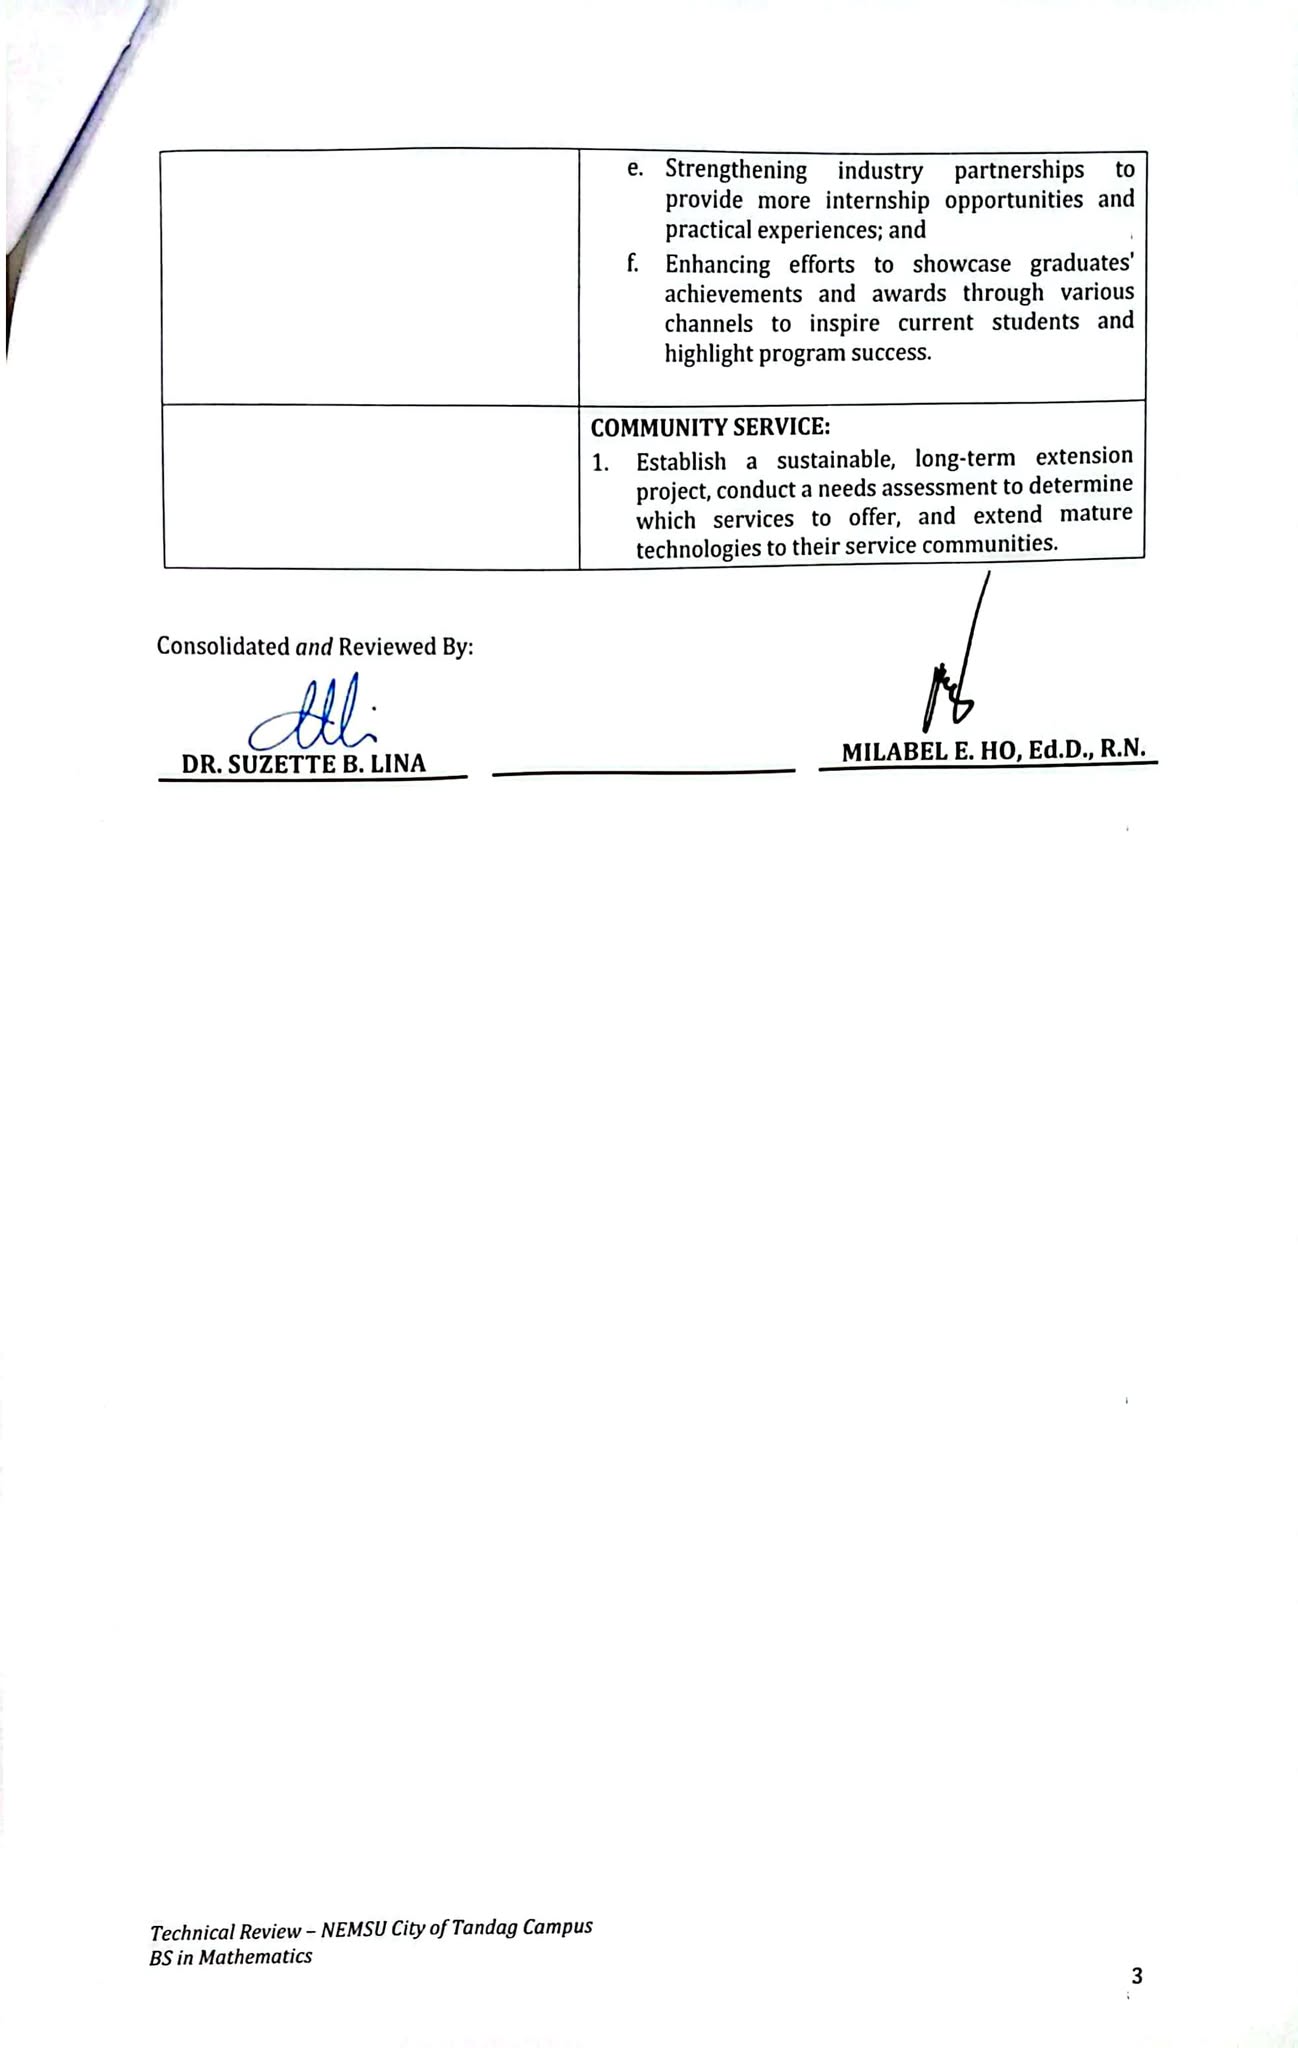 e. Strengthening industry partnerships to
provide more internship opportunities and
practical experiences; and
f. Enhancing efforts to showcase graduates'
achievements and awards through various
channels to inspire current students and
highlight program success.
COMMUNITY SERVICE:
1. Establish a sustainable, long-term extension
project, conduct a needs assessment to determine
which services to offer, and extend mature
technologies to their service communities.
Consolidated and Reviewed By:
DR. SUZETTE B. LINA
MILABEL E. HO, Ed.D., R.N.
Technical Review – NEMSU City of Tandag Campus
BS in Mathematics
3